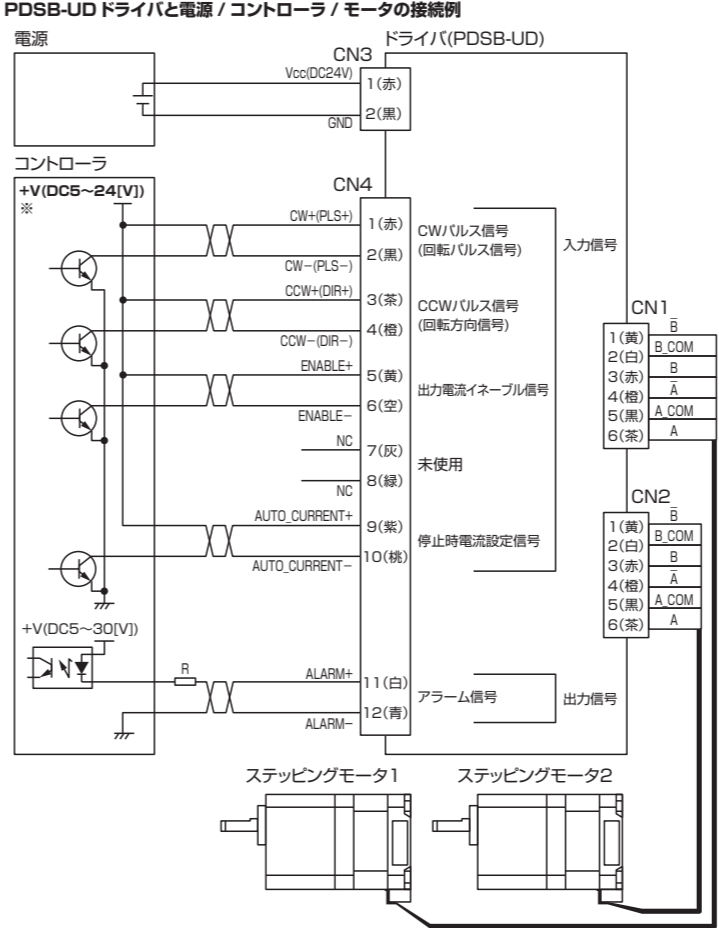 PDSB-UD ドライバと電源 / コントローラ / モータの接続例
電源
ドライバ(PDSB-UD)
CN3
Vcc(DC24V)
1(赤)
2(黒)
GND
コントローラ
+V(DC5～24[V])
※
CN4
CW+(PLS+)
1(赤)
CWパルス信号
(回転パルス信号)
2(黒)
CW−(PLS−)
CCW+(DIR+)
3(茶)
CCWパルス信号
(回転方向信号)
4(橙)
CCW−(DIR−)
ENABLE+
5(黄)
出力電流イネーブル信号
6(空)
ENABLE−
NC
7(灰)
未使用
8(緑)
NC
AUTO_CURRENT+
9(紫)
停止時電流設定信号
10(桃)
AUTO_CURRENT−
入力信号
+V(DC5～30[V])
R
ALARM+
11(白)
アラーム信号
12(青)
ALARM−
出力信号
CN1
1(黄) B̅
2(白) B_COM
3(赤) B
4(橙) A̅
5(黒) A_COM
6(茶) A
CN2
1(黄) B̅
2(白) B_COM
3(赤) B
4(橙) A̅
5(黒) A_COM
6(茶) A
ステッピングモータ1
ステッピングモータ2